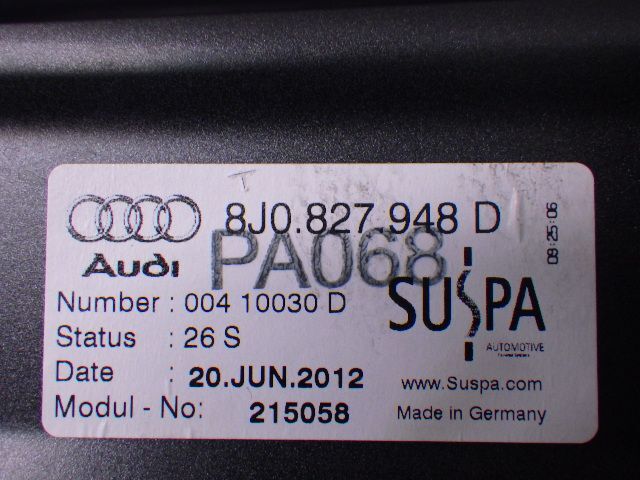 8J0.827.948 D
PA068
Audi
Number : 004 10030 D
SUSPA
Status : 26 S
AUTOMOTIVE
Date : 20.JUN.2012
www.Suspa.com
Modul - No: 215058
Made in Germany
09:25:06